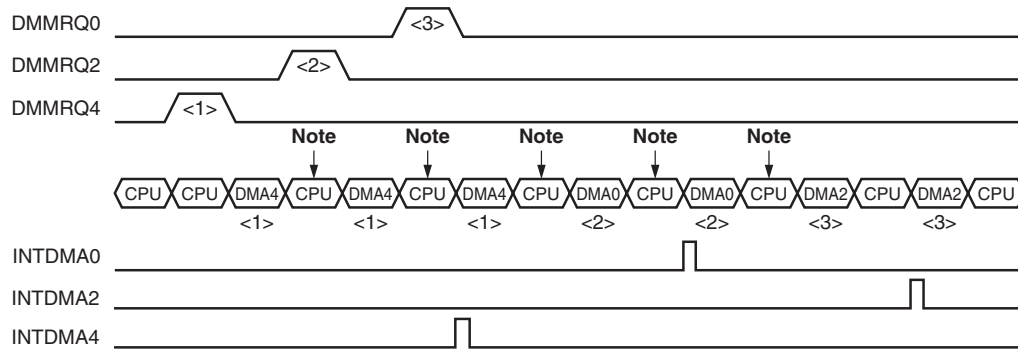 DMMRQ0 <3>
DMMRQ2 <2>
DMMRQ4 <1>
Note Note Note Note Note
CPU CPU DMA4 CPU DMA4 CPU DMA4 CPU DMA0 CPU DMA0 CPU DMA2 CPU DMA2 CPU
<1> <1> <1> <2> <2> <3> <3>
INTDMA0
INTDMA2
INTDMA4